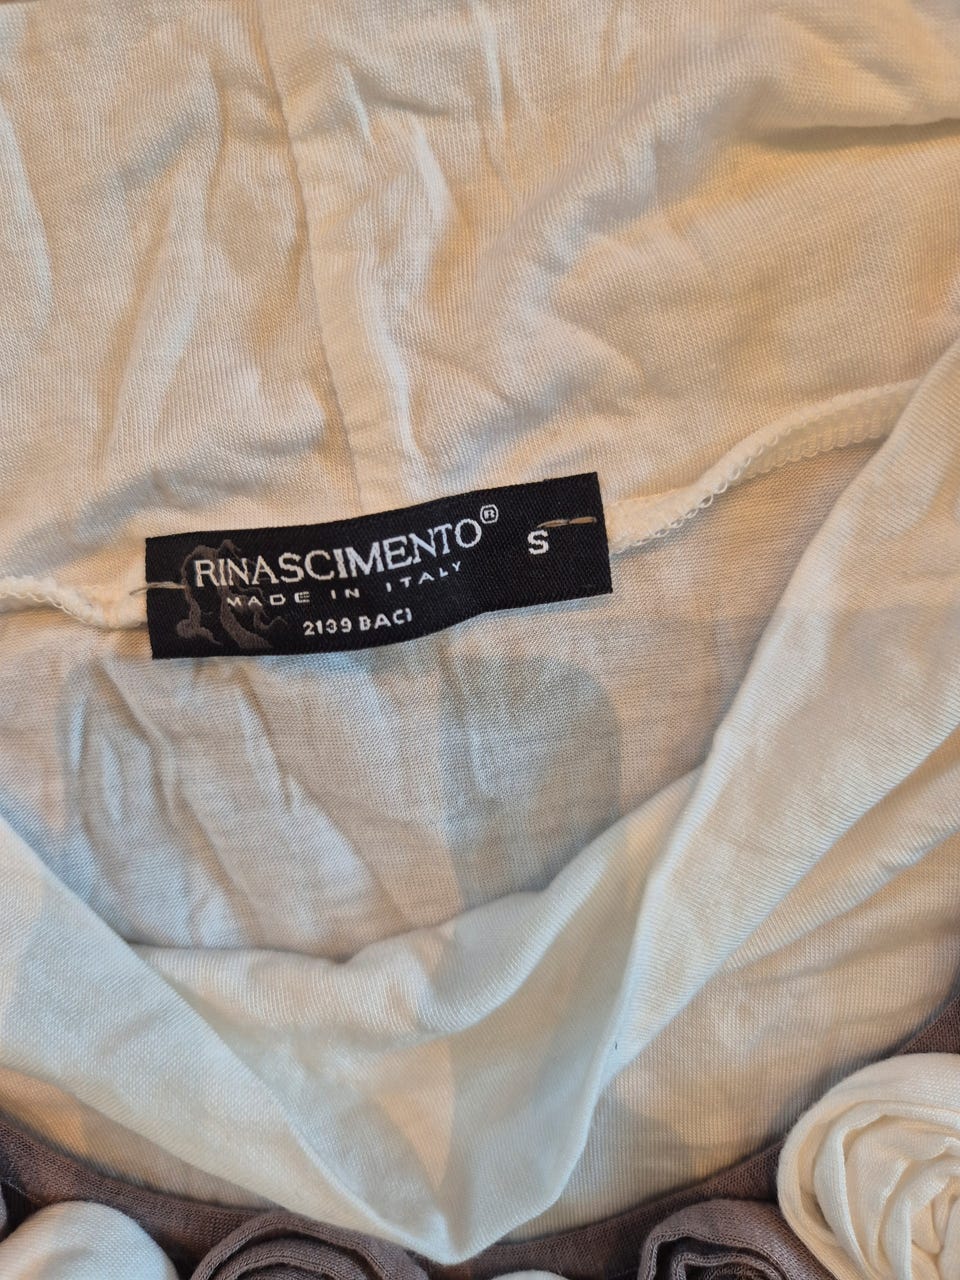 RINASCIMENTO®
MADE IN ITALY
2139 BACI
S